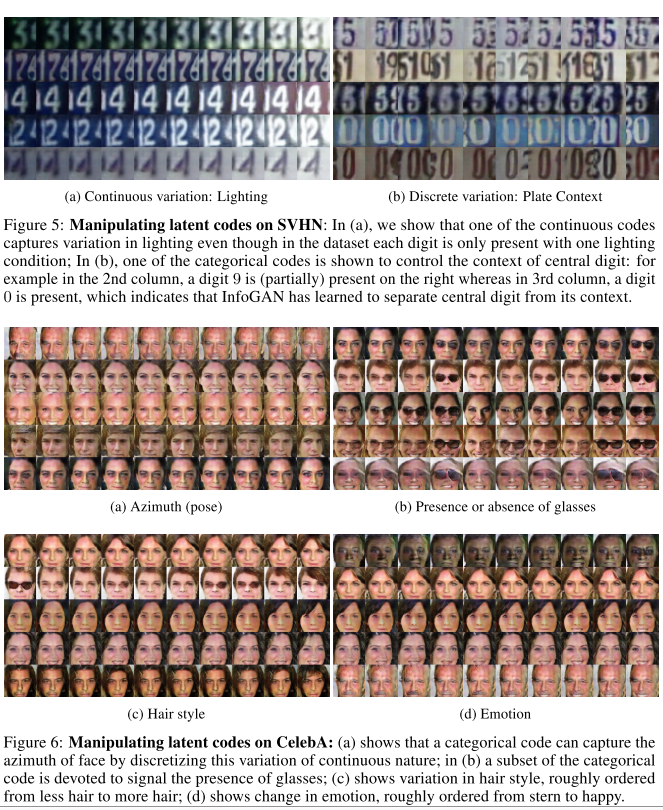 (a) Continuous variation: Lighting
(b) Discrete variation: Plate Context
Figure 5: Manipulating latent codes on SVHN: In (a), we show that one of the continuous codes
captures variation in lighting even though in the dataset each digit is only present with one lighting
condition; In (b), one of the categorical codes is shown to control the context of central digit: for
example in the 2nd column, a digit 9 is (partially) present on the right whereas in 3rd column, a digit
0 is present, which indicates that InfoGAN has learned to separate central digit from its context.
(a) Azimuth (pose)
(b) Presence or absence of glasses
(c) Hair style
(d) Emotion
Figure 6: Manipulating latent codes on CelebA: (a) shows that a categorical code can capture the
azimuth of face by discretizing this variation of continuous nature; in (b) a subset of the categorical
code is devoted to signal the presence of glasses; (c) shows variation in hair style, roughly ordered
from less hair to more hair; (d) shows change in emotion, roughly ordered from stern to happy.